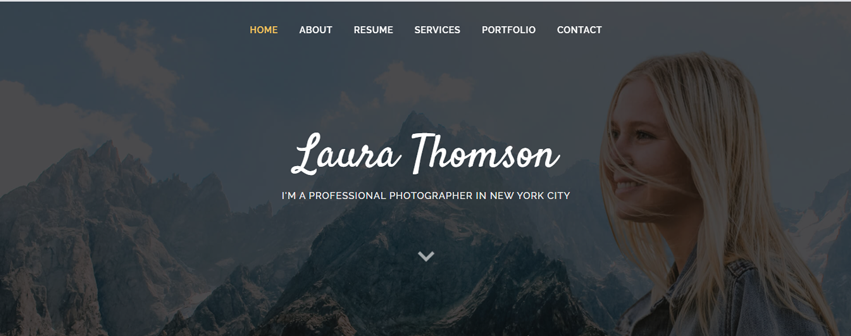 HOME ABOUT RESUME SERVICES PORTFOLIO CONTACT
Laura Thomson
I'M A PROFESSIONAL PHOTOGRAPHER IN NEW YORK CITY